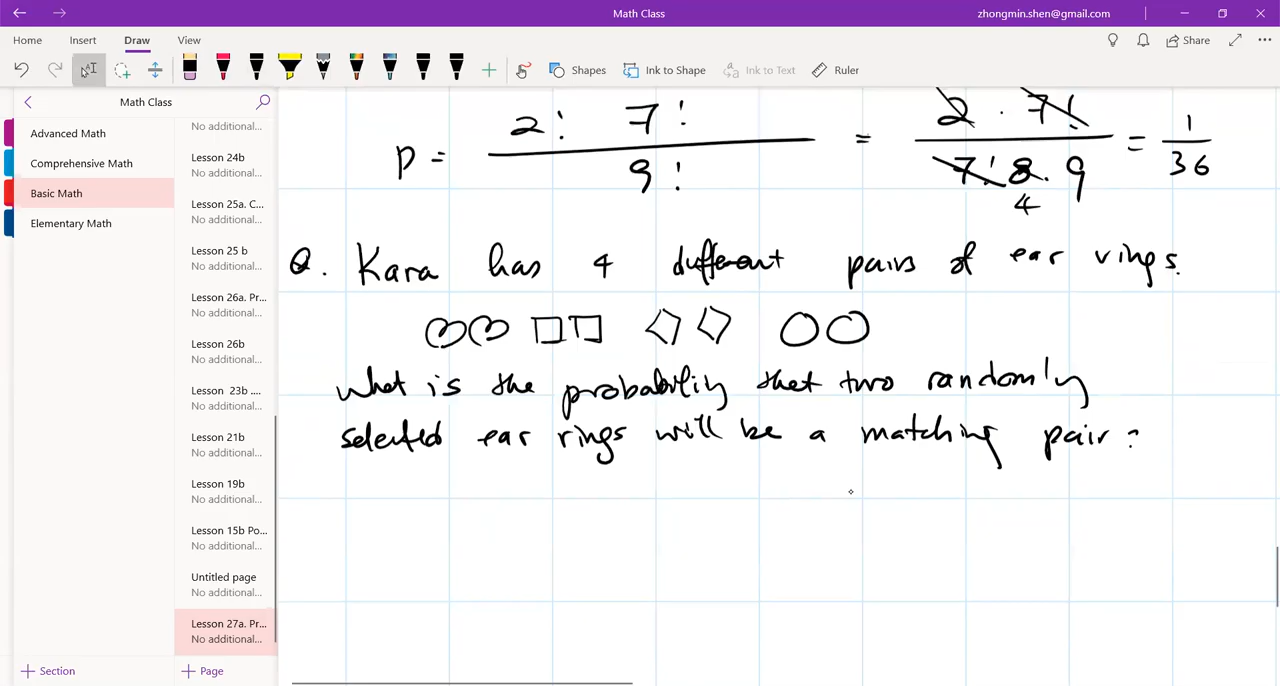 Math Class
zhongmin.shen@gmail.com
Home Insert Draw View
Share
Shapes Ink to Shape Ink to Text Ruler
Math Class
Advanced Math
Comprehensive Math
Basic Math
Elementary Math
No additional...
Lesson 24b
No additional...
Lesson 25a. C...
No additional...
Lesson 25 b
No additional...
Lesson 26a. Pr...
No additional...
Lesson 26b
No additional...
Lesson 23b ....
No additional...
Lesson 21b
No additional...
Lesson 19b
No additional...
Lesson 15b Po...
No additional...
Untitled page
No additional...
Lesson 27a. Pr...
No additional...
Section
Page
p = 2! 7! / 9! = 2 · 7! / 7! 8 · 9 = 1 / 36
4
Q. Kara has 4 different pairs of ear rings.
what is the probability that two randomly
selected ear rings will be a matching pair?